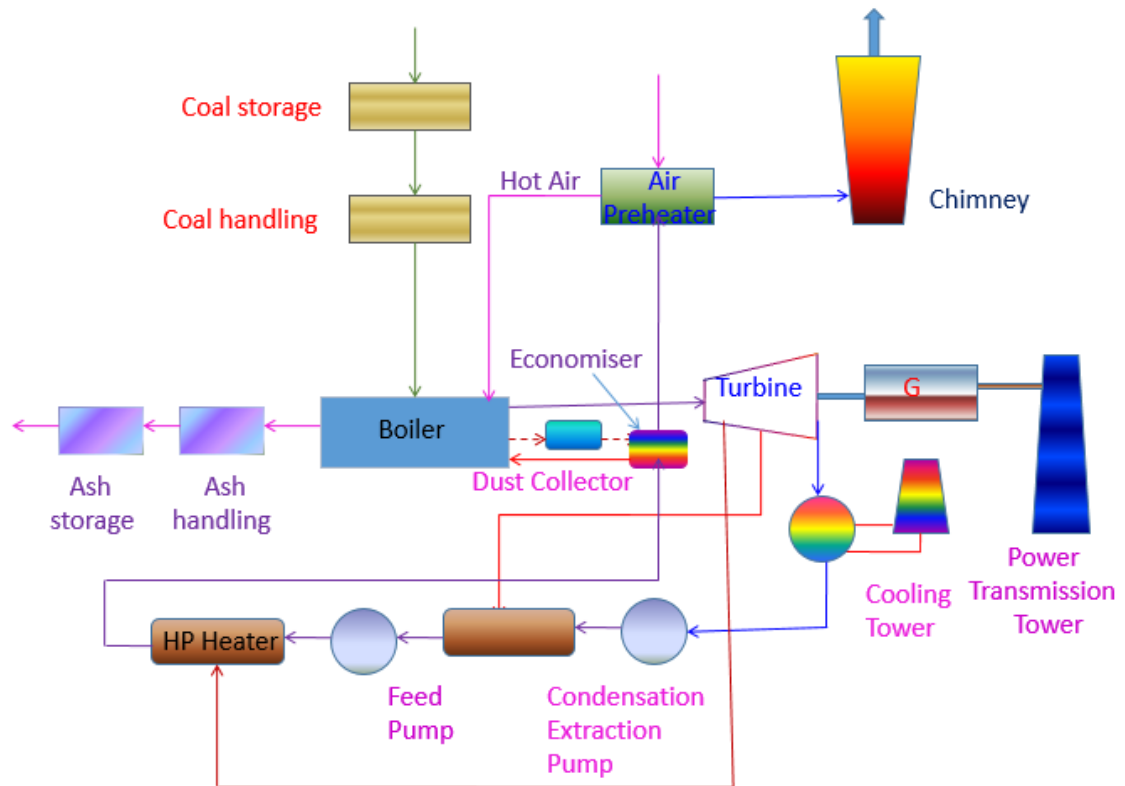 Coal storage
Hot Air
Air
Preheater
Chimney
Coal handling
Economiser
Turbine
G
Boiler
Dust Collector
Ash
storage
Ash
handling
Power
Transmission
Tower
Cooling
Tower
HP Heater
Feed
Pump
Condensation
Extraction
Pump